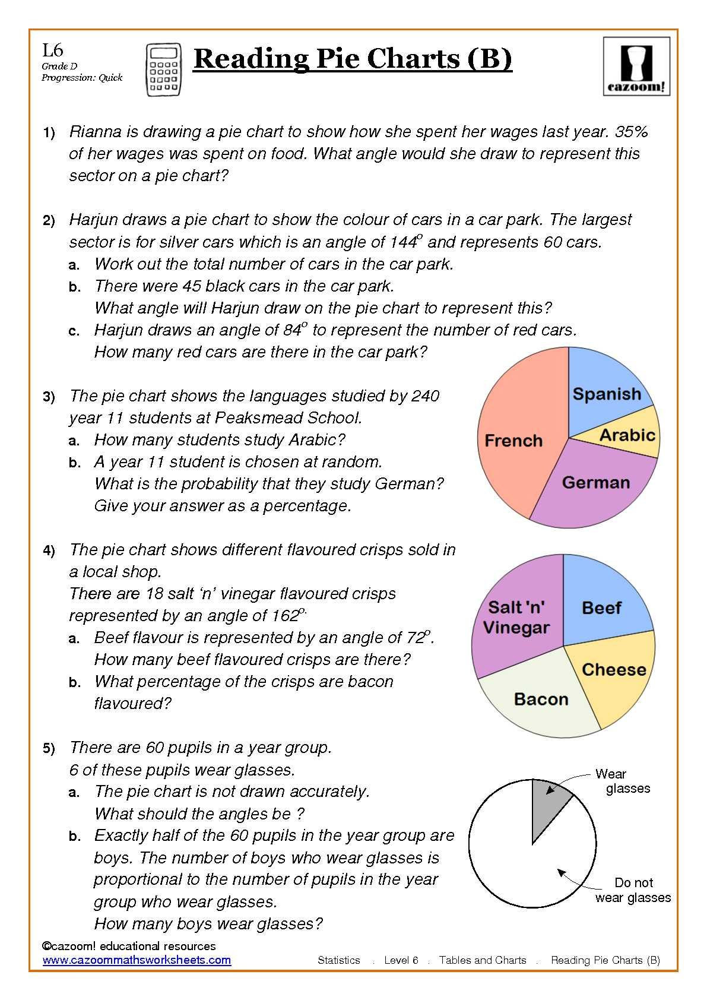 L6
Grade D
Progression: Quick
Reading Pie Charts (B)
cazoom!
1) Rianna is drawing a pie chart to show how she spent her wages last year. 35%
of her wages was spent on food. What angle would she draw to represent this
sector on a pie chart?
2) Harjun draws a pie chart to show the colour of cars in a car park. The largest
sector is for silver cars which is an angle of 144° and represents 60 cars.
a. Work out the total number of cars in the car park.
b. There were 45 black cars in the car park.
What angle will Harjun draw on the pie chart to represent this?
c. Harjun draws an angle of 84° to represent the number of red cars.
How many red cars are there in the car park?
3) The pie chart shows the languages studied by 240
year 11 students at Peaksmead School.
a. How many students study Arabic?
b. A year 11 student is chosen at random.
What is the probability that they study German?
Give your answer as a percentage.
Spanish
Arabic
French
German
4) The pie chart shows different flavoured crisps sold in
a local shop.
There are 18 salt ‘n’ vinegar flavoured crisps
represented by an angle of 162°.
a. Beef flavour is represented by an angle of 72°.
How many beef flavoured crisps are there?
b. What percentage of the crisps are bacon
flavoured?
Salt 'n'
Vinegar
Beef
Cheese
Bacon
5) There are 60 pupils in a year group.
6 of these pupils wear glasses.
a. The pie chart is not drawn accurately.
What should the angles be ?
b. Exactly half of the 60 pupils in the year group are
boys. The number of boys who wear glasses is
proportional to the number of pupils in the year
group who wear glasses.
How many boys wear glasses?
Wear
glasses
Do not
wear glasses
©cazoom! educational resources
www.cazoommathsworksheets.com
Statistics . Level 6 . Tables and Charts . Reading Pie Charts (B)